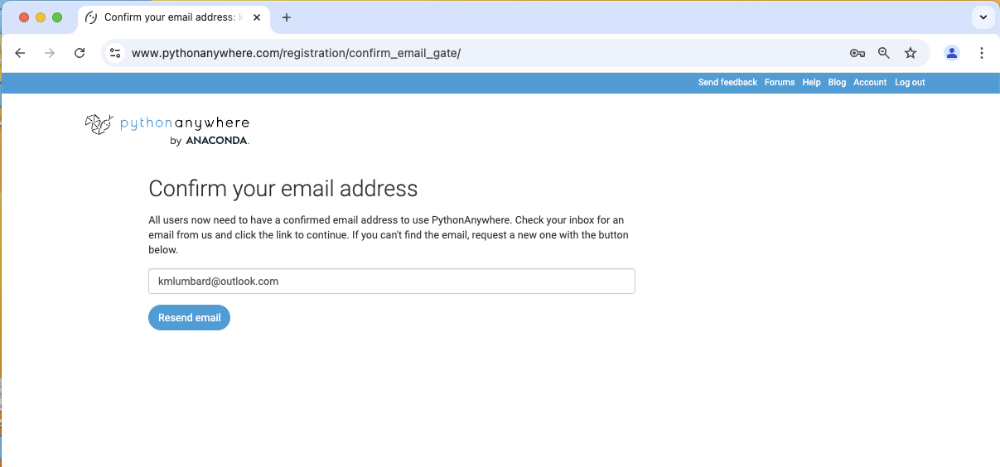 Confirm your email address:
www.pythonanywhere.com/registration/confirm_email_gate/
Send feedback Forums Help Blog Account Log out
pythonanywhere
by ANACONDA.
Confirm your email address
All users now need to have a confirmed email address to use PythonAnywhere. Check your inbox for an
email from us and click the link to continue. If you can't find the email, request a new one with the button
below.
kmlumbard@outlook.com
Resend email